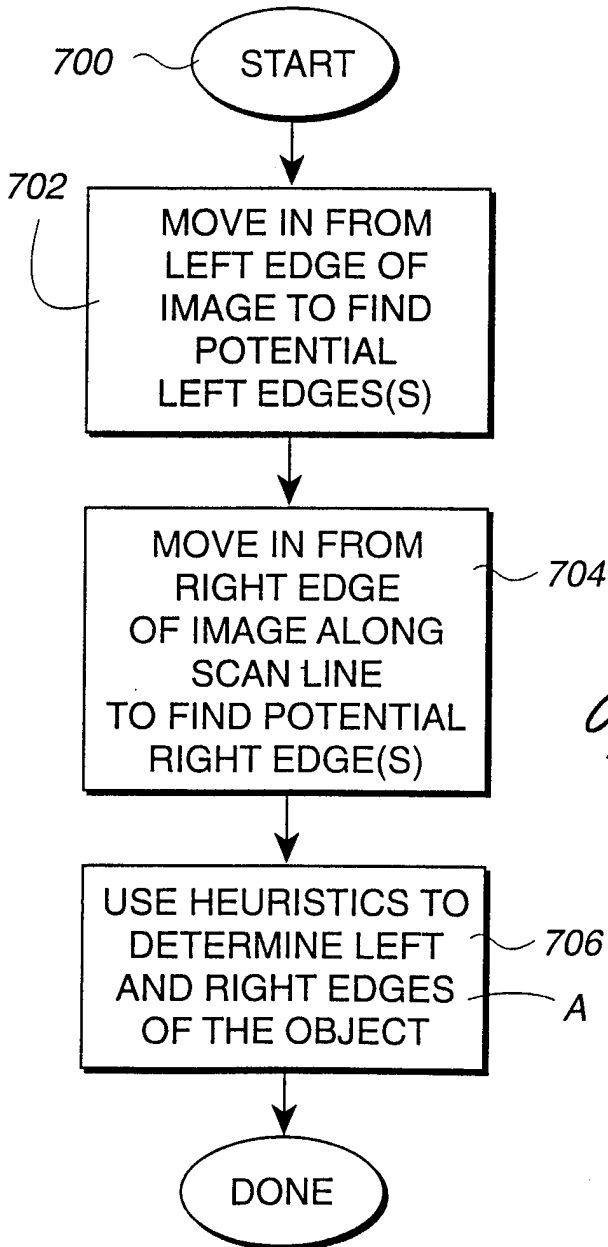 700
START
702
MOVE IN FROM
LEFT EDGE OF
IMAGE TO FIND
POTENTIAL
LEFT EDGES(S)
MOVE IN FROM
RIGHT EDGE
OF IMAGE ALONG
SCAN LINE
TO FIND POTENTIAL
RIGHT EDGE(S)
704
USE HEURISTICS TO
DETERMINE LEFT
AND RIGHT EDGES
OF THE OBJECT
706
A
DONE